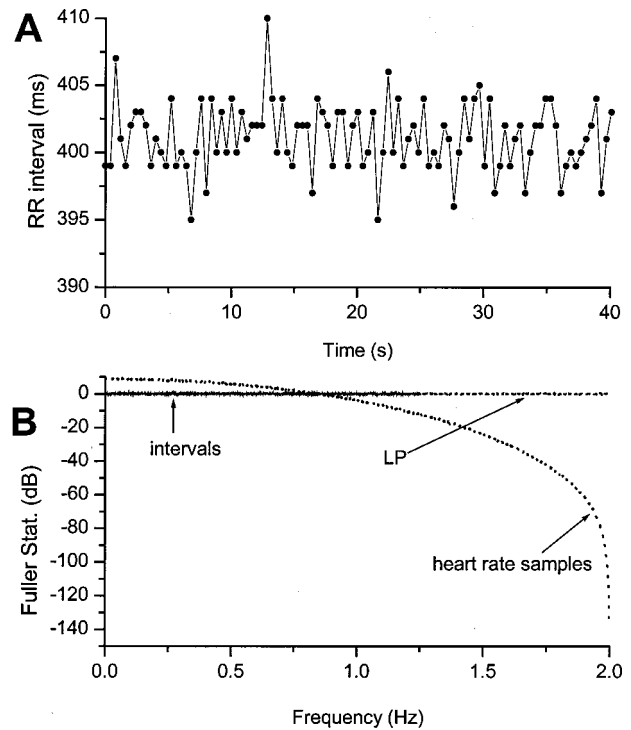 A
410
405
400
395
390
RR interval (ms)
0
10
20
30
40
Time (s)
B
0
-20
-40
-60
-80
-100
-120
-140
Fuller Stat. (dB)
intervals
LP
heart rate samples
0.0
0.5
1.0
1.5
2.0
Frequency (Hz)